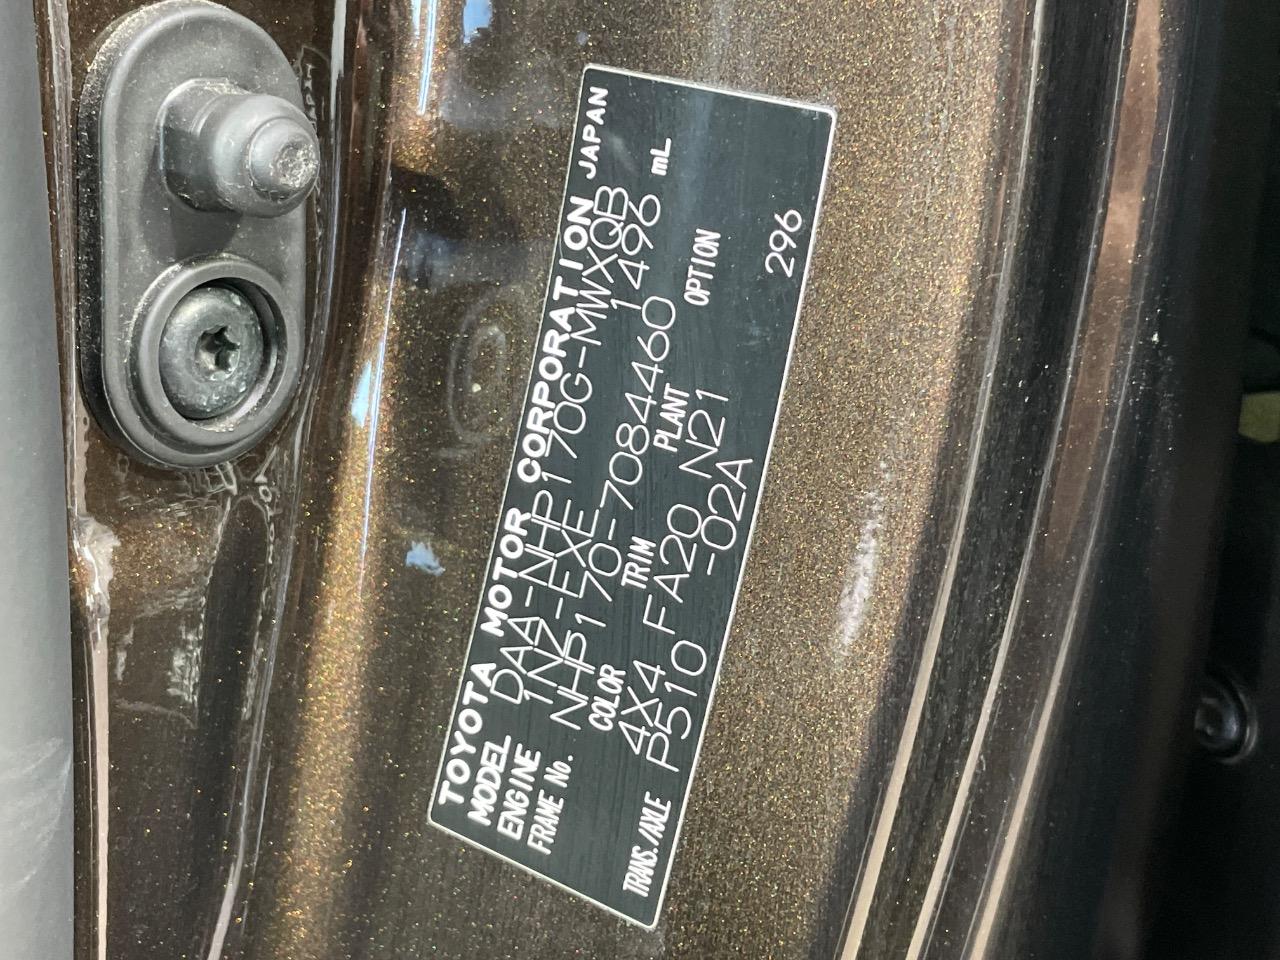 TOYOTA MOTOR CORPORATION JAPAN
MODEL DAA-NHP170G-MWXQB
ENGINE 1NZ-EXE 1496 mL
FRAME No. NHP170-7084460
COLOR TRIM PLANT OPTION
4X4 FA20 N21
TRANS./AXLE P510 -02A 296